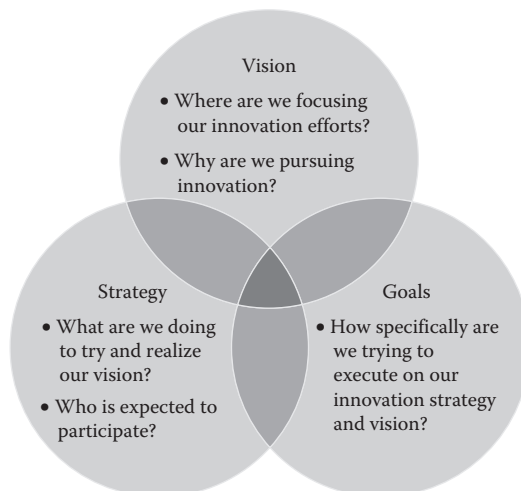 Vision
• Where are we focusing
our innovation efforts?
• Why are we pursuing
innovation?
Strategy
• What are we doing
to try and realize
our vision?
• Who is expected to
participate?
Goals
• How specifically are
we trying to
execute on our
innovation strategy
and vision?